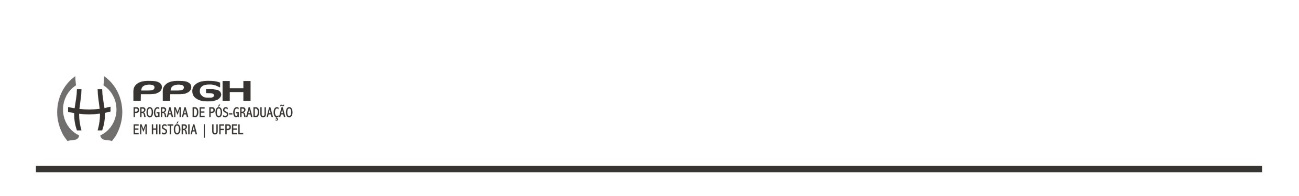 PPGH
PROGRAMA DE PÓS-GRADUAÇÃO
EM HISTÓRIA | UFPEL